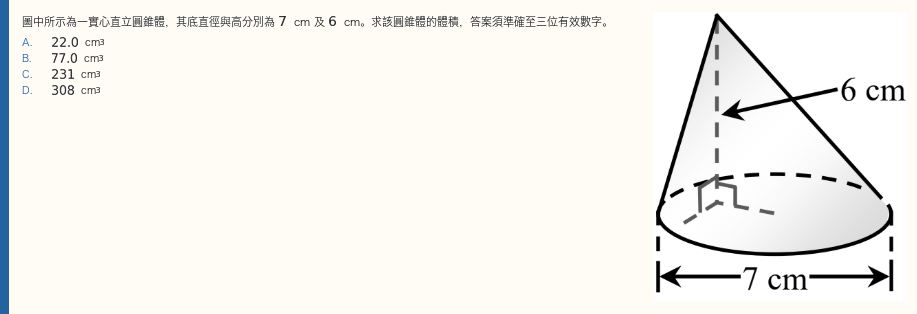 圖中所示為一實心直立圓錐體，其底直徑與高分別為 7 cm 及 6 cm。求該圓錐體的體積，答案須準確至三位有效數字。
A. 22.0 cm³
B. 77.0 cm³
C. 231 cm³
D. 308 cm³
6 cm
7 cm